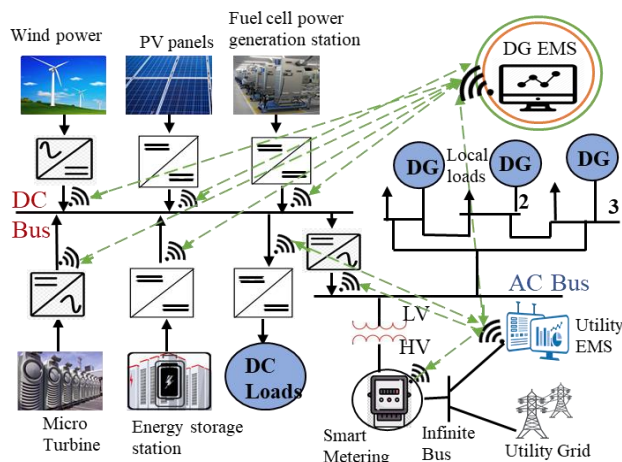 Wind power
PV panels
Fuel cell power
generation station
DG EMS
DG
DG
DG
Local
loads
2
3
DC
Bus
AC Bus
LV
HV
Utility
EMS
DC
Loads
Micro
Turbine
Energy storage
station
Smart
Metering
Infinite
Bus
Utility Grid